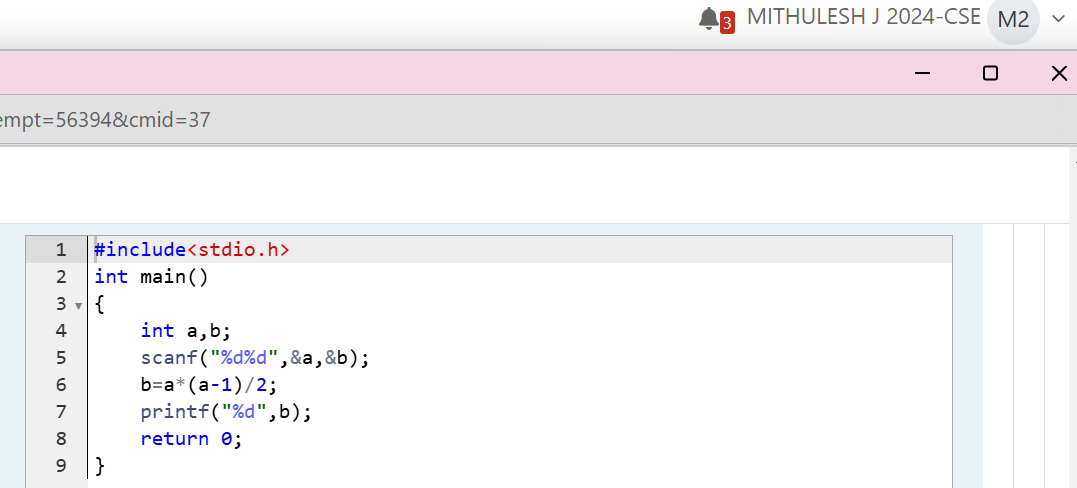 3 MITHULESH J 2024-CSE M2
empt=56394&cmid=37
1 #include<stdio.h>
2 int main()
3 {
4     int a,b;
5     scanf("%d%d",&a,&b);
6     b=a*(a-1)/2;
7     printf("%d",b);
8     return 0;
9 }